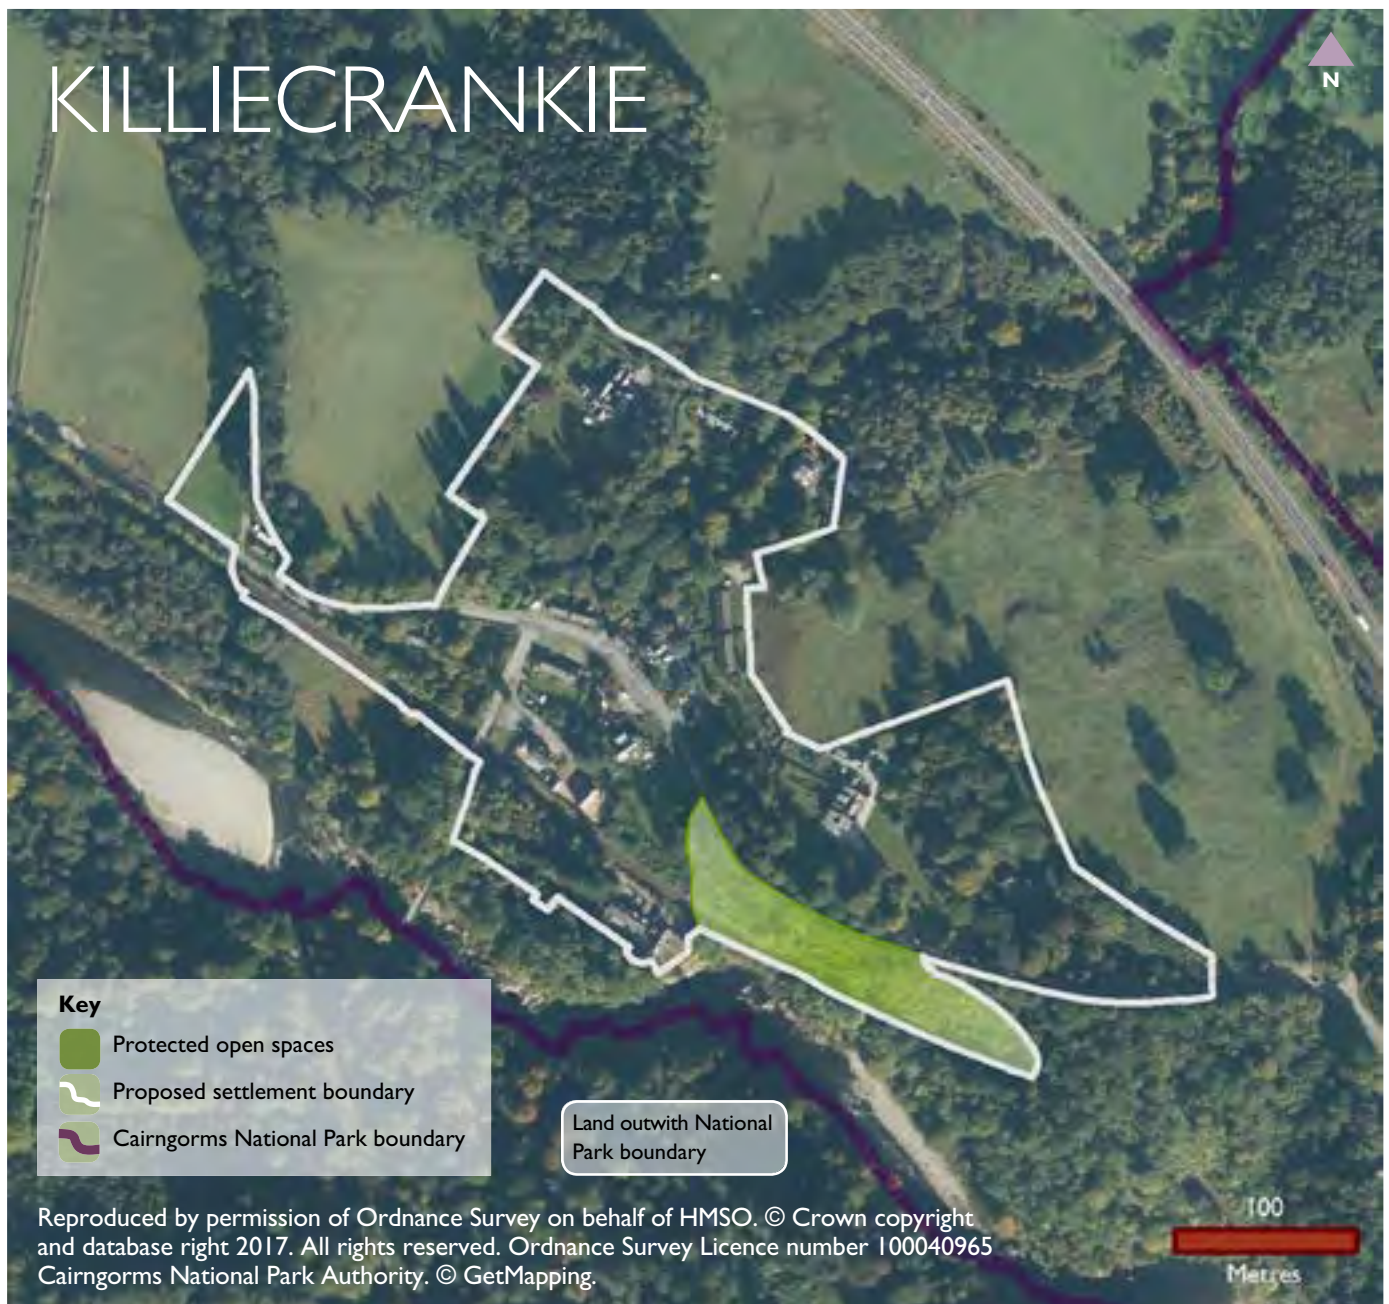 KILLIECRANKIE
N
Key
Protected open spaces
Proposed settlement boundary
Cairngorms National Park boundary
Land outwith National
Park boundary
Reproduced by permission of Ordnance Survey on behalf of HMSO. © Crown copyright
and database right 2017. All rights reserved. Ordnance Survey Licence number 100040965
Cairngorms National Park Authority. © GetMapping.
100
Metres